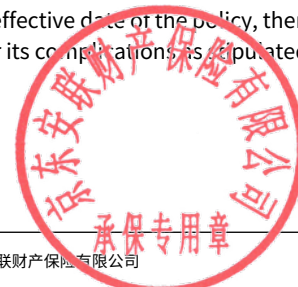 effective date of the policy, ther
r its complications as stipulated
京东安联财产保险有限公司
承保专用章
联财产保险有限公司